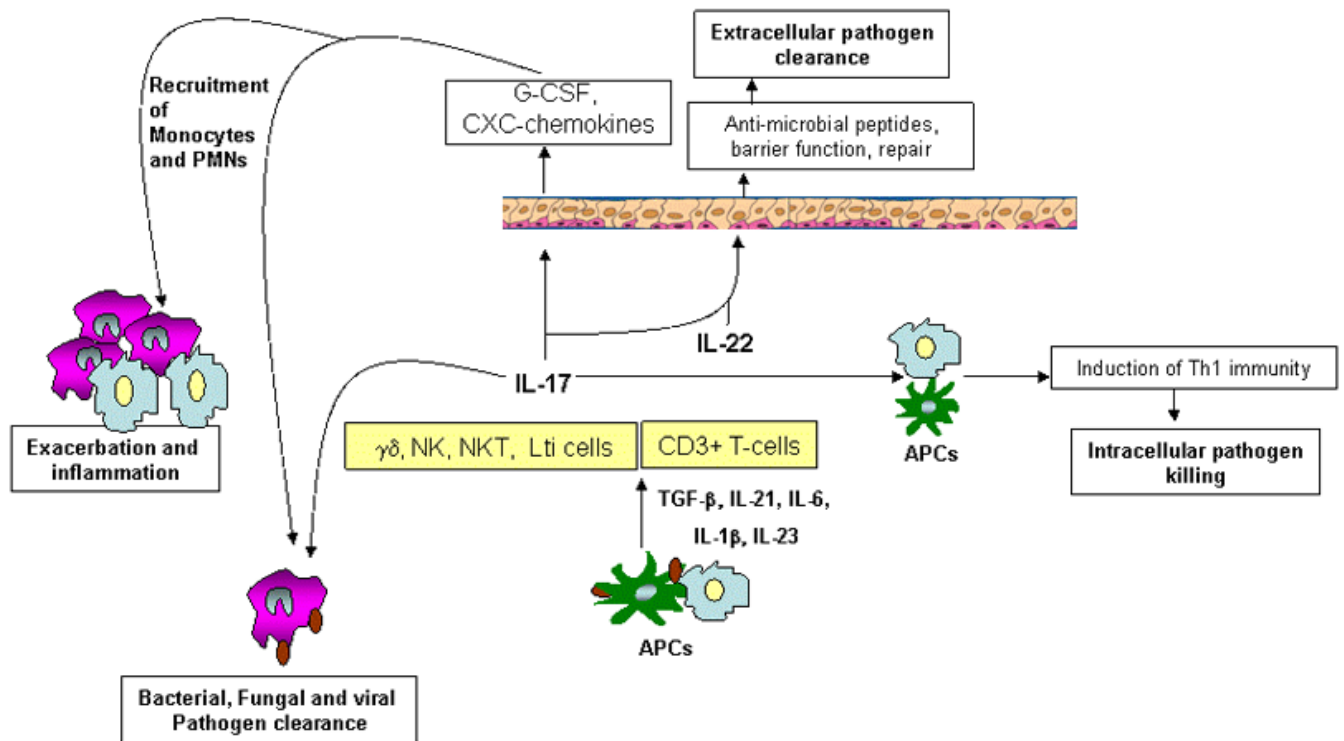 Extracellular pathogen
clearance
Recruitment
of
Monocytes
and PMNs
G-CSF,
CXC-chemokines
Anti-microbial peptides,
barrier function, repair
IL-22
IL-17
Induction of Th1 immunity
Exacerbation and
inflammation
γδ, NK, NKT, Lti cells
CD3+ T-cells
APCs
Intracellular pathogen
killing
TGF-β, IL-21, IL-6,
IL-1β, IL-23
APCs
Bacterial, Fungal and viral
Pathogen clearance